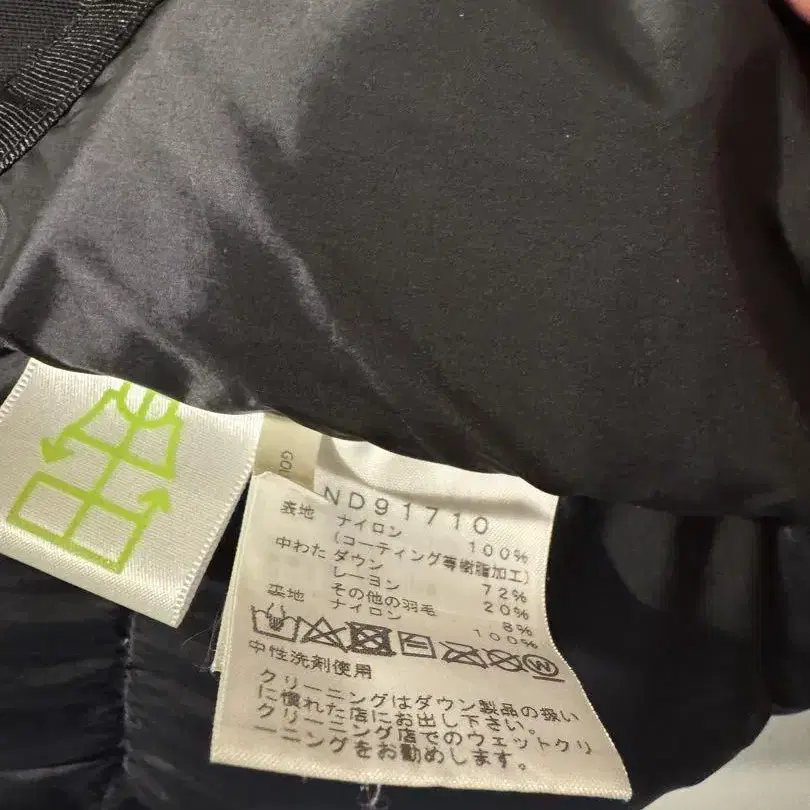 GOL
ND91710
表地 ナイロン 100%
(コーティング等樹脂加工)
中わた ダウン 72%
レーヨン 20%
その他の羽毛 8%
裏地 ナイロン 100%
中性洗剤使用
クリーニングはダウン製品の扱い
に慣れた店にお出し下さい。
クリーニング店でのウェットクリ
ーニングをお勧めします。